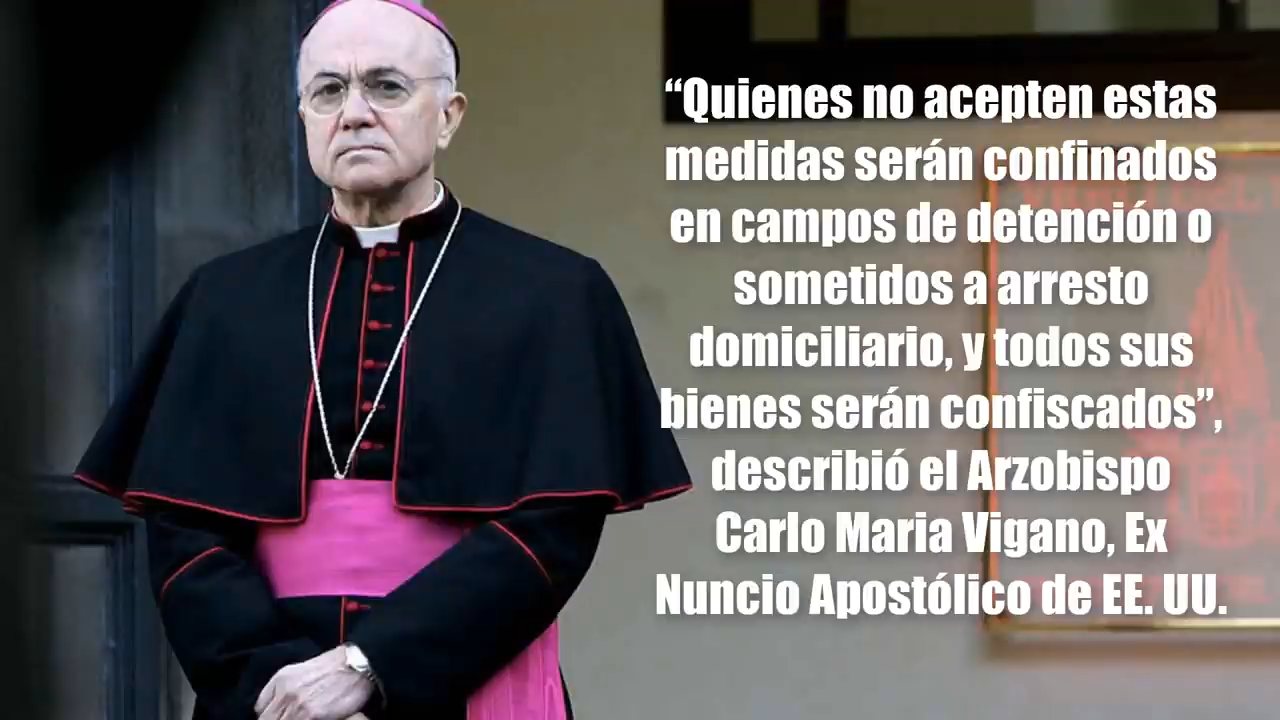 “Quienes no acepten estas
medidas serán confinados
en campos de detención o
sometidos a arresto
domiciliario, y todos sus
bienes serán confiscados”,
describió el Arzobispo
Carlo Maria Vigano, Ex
Nuncio Apostólico de EE. UU.